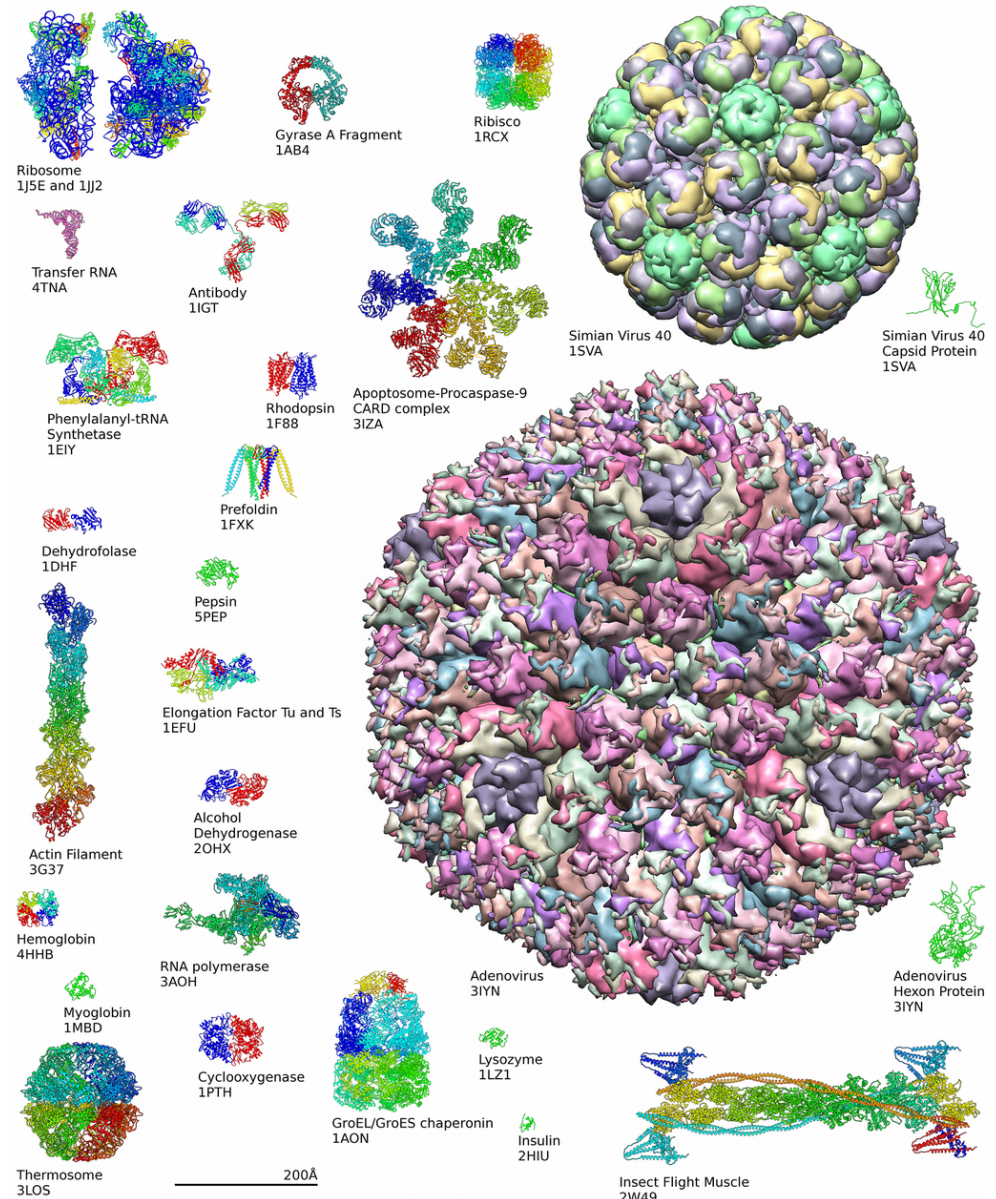 Ribosome
1J5E and 1JJ2
Gyrase A Fragment
1AB4
Ribisco
1RCX
Transfer RNA
4TNA
Antibody
1IGT
Simian Virus 40
1SVA
Simian Virus 40
Capsid Protein
1SVA
Phenylalanyl-tRNA
Synthetase
1EIY
Rhodopsin
1F88
Apoptosome-Procaspase-9
CARD complex
3IZA
Prefoldin
1FXK
Dehydrofolase
1DHF
Pepsin
5PEP
Elongation Factor Tu and Ts
1EFU
Alcohol
Dehydrogenase
2OHX
Actin Filament
3G37
Hemoglobin
4HHB
RNA polymerase
3AOH
Adenovirus
3IYN
Adenovirus
Hexon Protein
3IYN
Myoglobin
1MBD
Cyclooxygenase
1PTH
Lysozyme
1LZ1
GroEL/GroES chaperonin
1AON
Insulin
2HIU
Thermosome
3LOS
200Å
Insect Flight Muscle
2W49